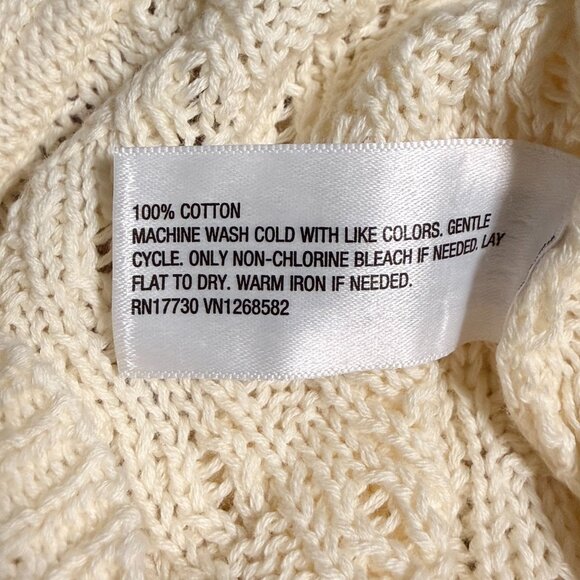 100% COTTON
MACHINE WASH COLD WITH LIKE COLORS. GENTLE
CYCLE. ONLY NON-CHLORINE BLEACH IF NEEDED. LAY
FLAT TO DRY. WARM IRON IF NEEDED.
RN17730 VN1268582